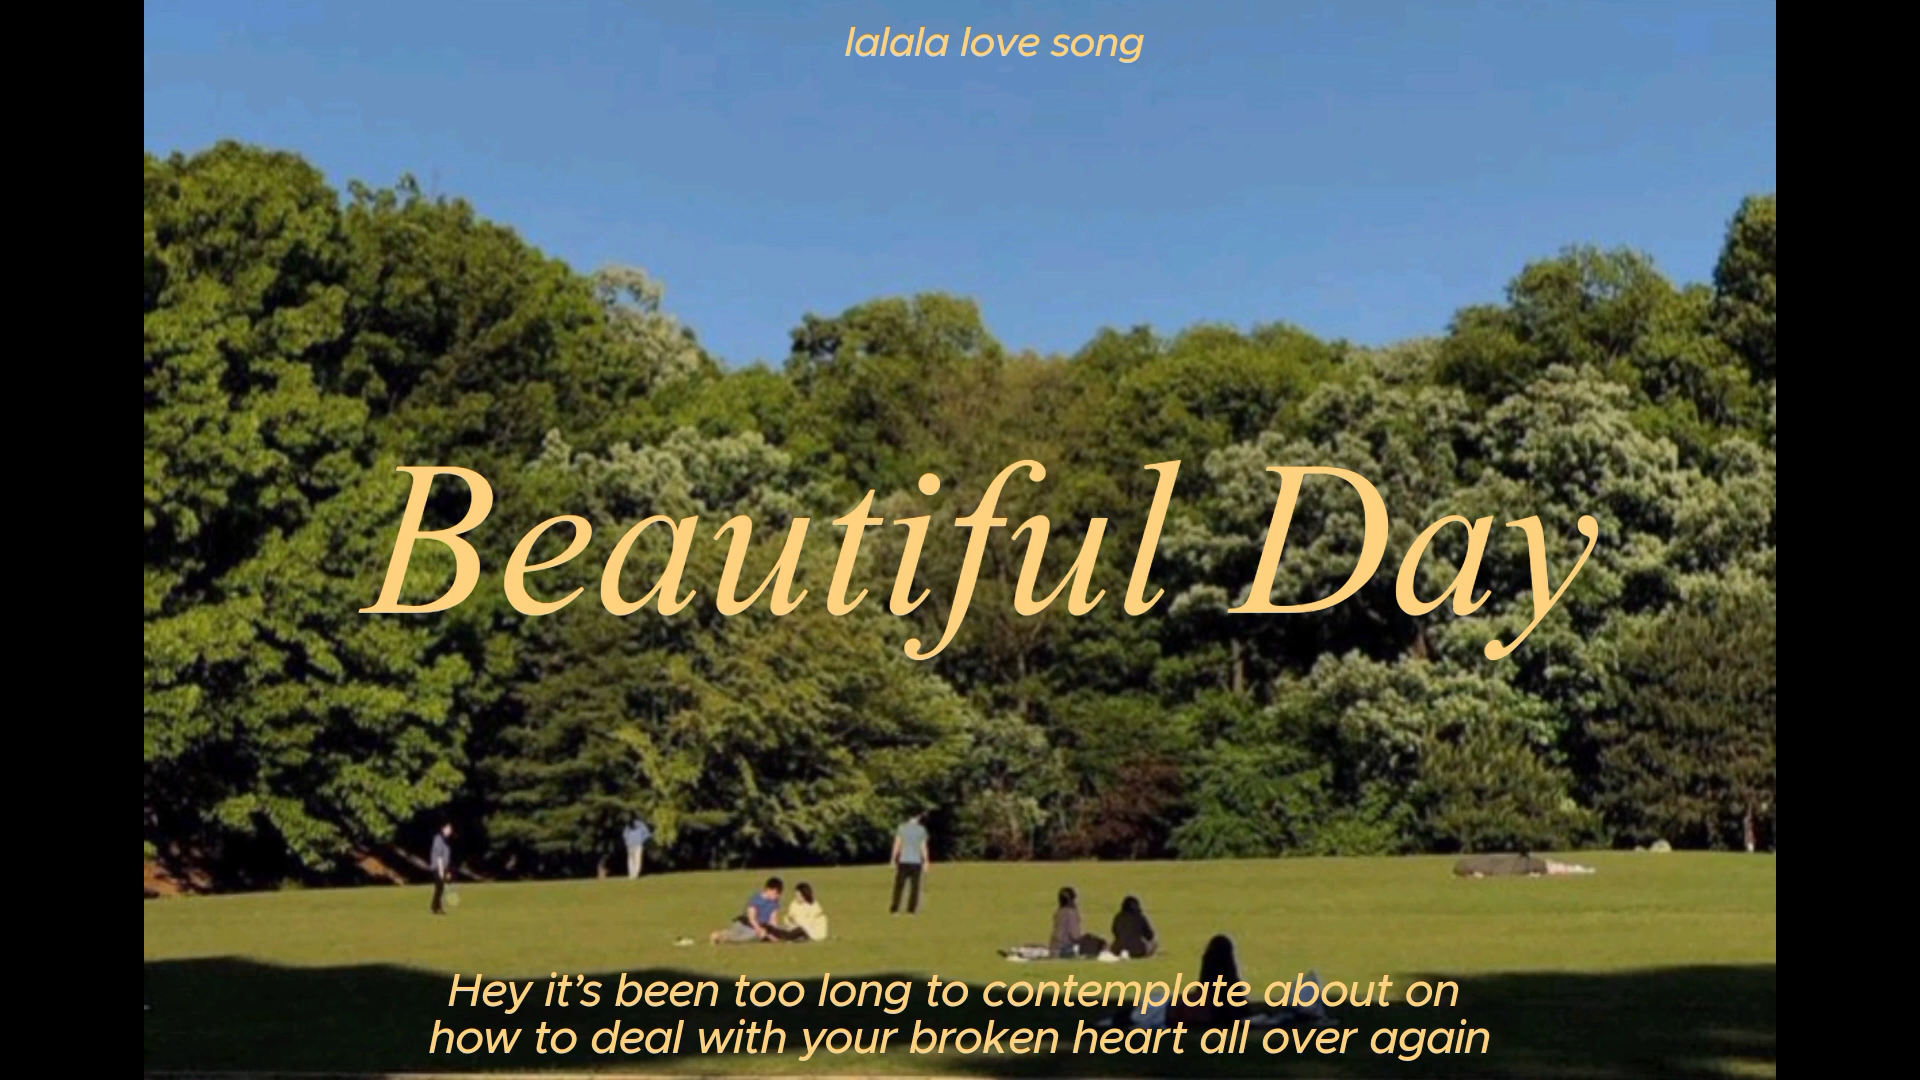 lalala love song
Beautiful Day
Hey it’s been too long to contemplate about on
how to deal with your broken heart all over again